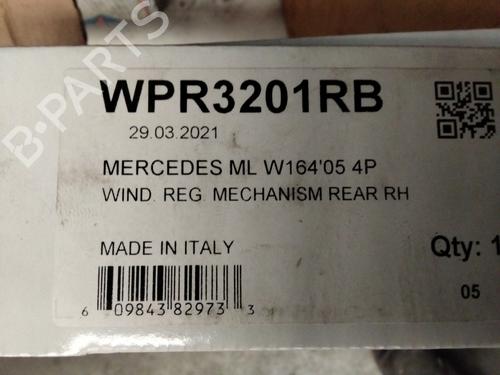 WPR3201RB
29.03.2021
MERCEDES ML W164'05 4P
WIND. REG. MECHANISM REAR RH
MADE IN ITALY
Qty: 1
05
6 09843 82973 3
B-PARTS